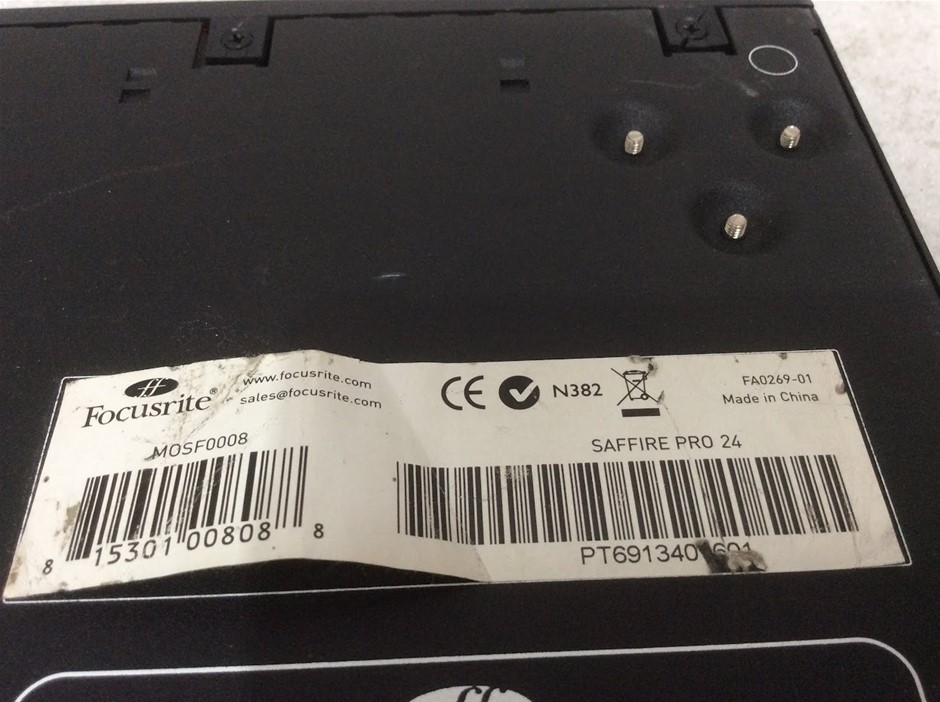 Focusrite®
www.focusrite.com
sales@focusrite.com
MOSF0008
8 15301 00808 8
N382
FA0269-01
Made in China
SAFFIRE PRO 24